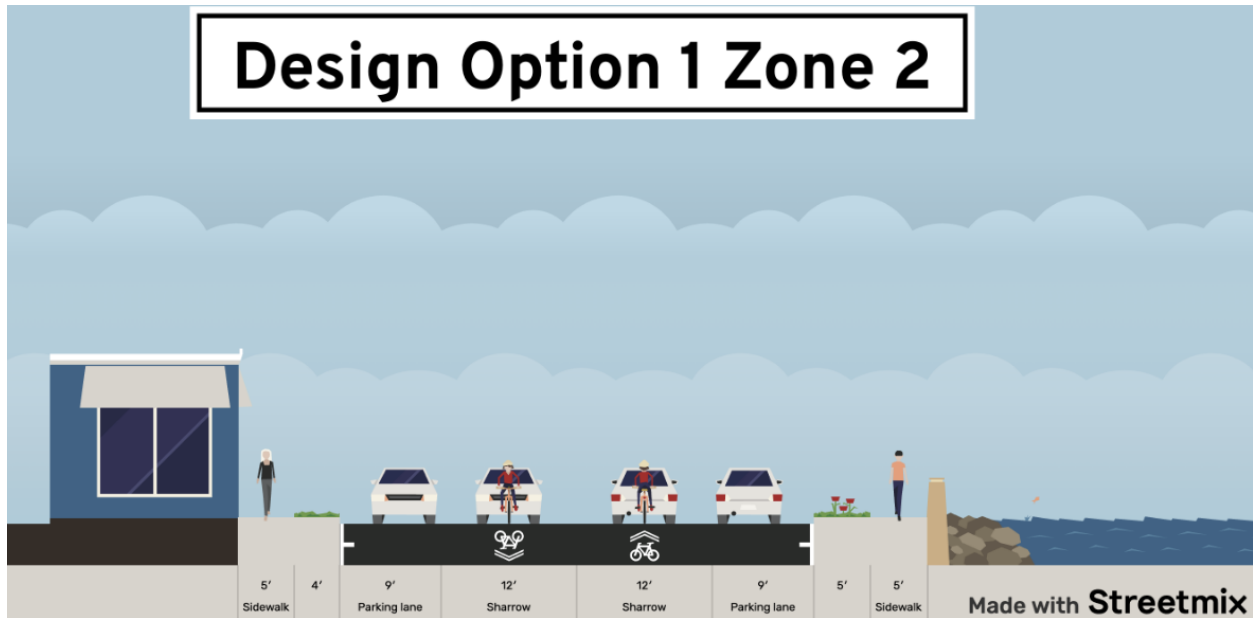 Design Option 1 Zone 2
5' 4' 9' 12' 12' 9' 5' 5'
Sidewalk Parking lane Sharrow Sharrow Parking lane Sidewalk
Made with Streetmix